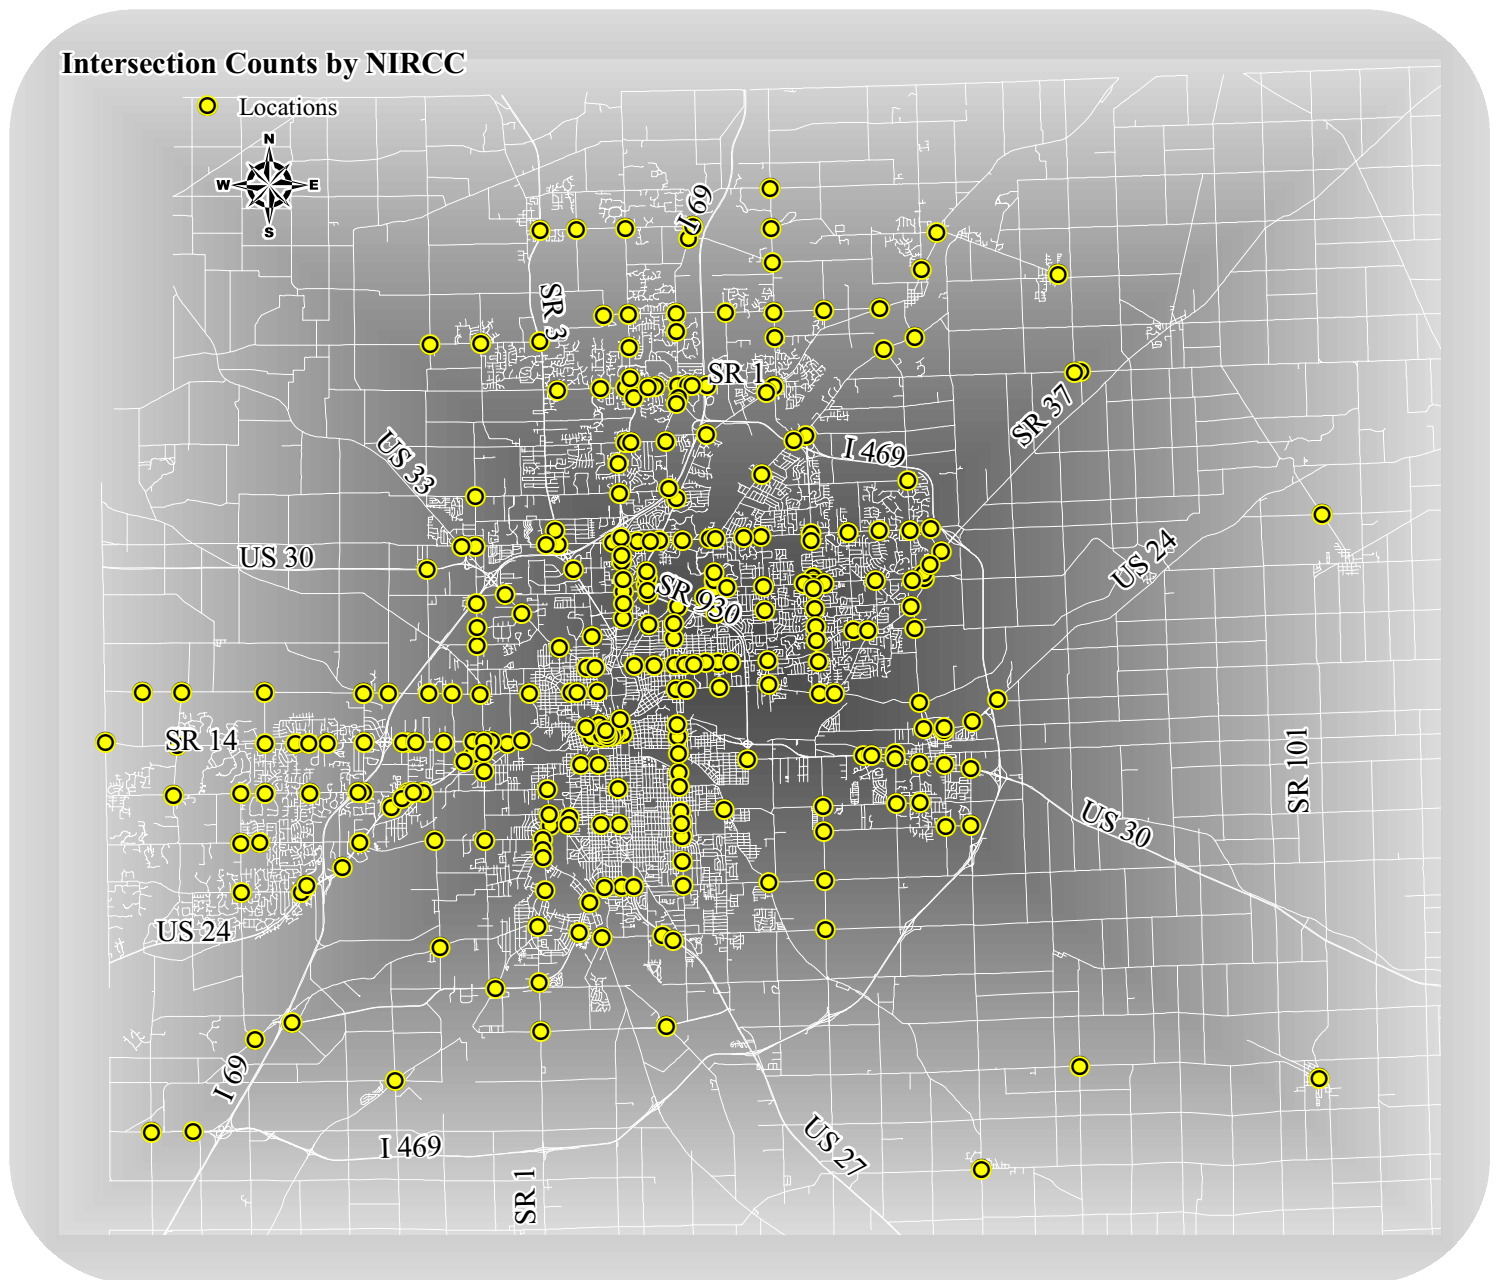 Intersection Counts by NIRCC
Locations
N
W E
S
I 69
SR 3
SR 1
SR 37
US 33
I 469
US 30
US 24
SR 930
SR 14
SR 101
US 30
US 24
I 69
I 469
US 27
SR 1